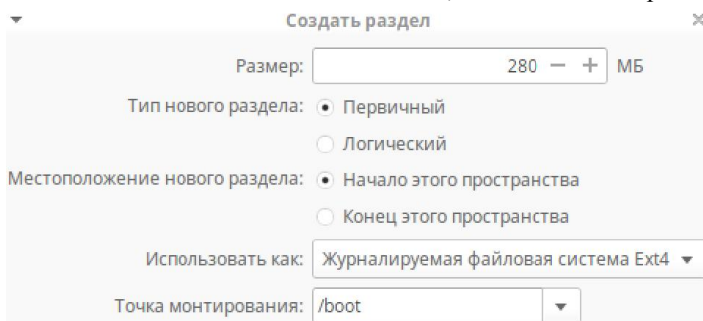 Создать раздел
Размер: 280 − + МБ
Тип нового раздела: Первичный
Логический
Местоположение нового раздела: Начало этого пространства
Конец этого пространства
Использовать как: Журналируемая файловая система Ext4
Точка монтирования: /boot